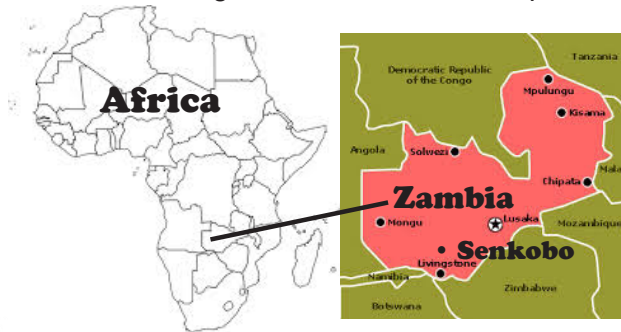 Africa
Tanzania
Democratic Republic
of the Congo
Mpulungu
Kisama
Angola
Solwezi
Chipata
Mala
Zambia
Lusaka
Mongu
Mozambique
Senkobo
Livingstone
Namibia
Zimbabwe
Botswana